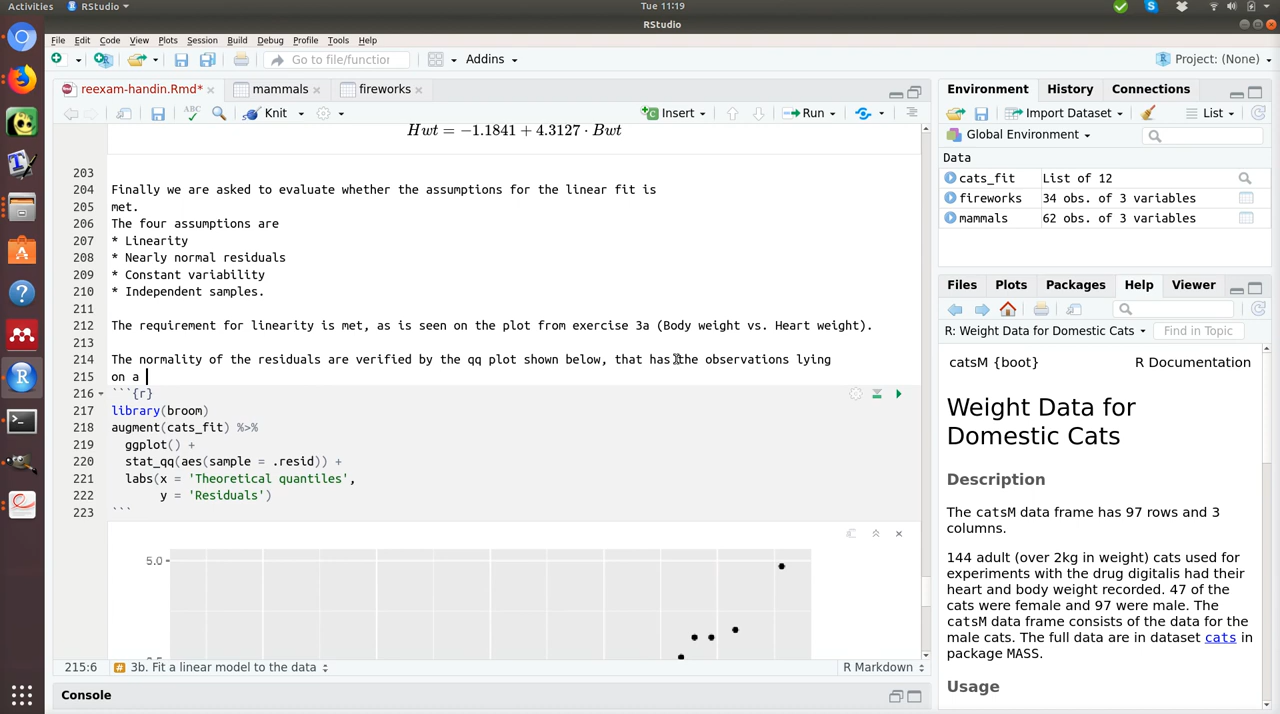 Activities RStudio Tue 11:19
RStudio
File Edit Code View Plots Session Build Debug Profile Tools Help
Go to file/function Addins Project: (None)
reexam-handin.Rmd* mammals fireworks
ABC Knit Insert Run
Hwt = −1.1841 + 4.3127 · Bwt
203
204 Finally we are asked to evaluate whether the assumptions for the linear fit is
205 met.
206 The four assumptions are
207 * Linearity
208 * Nearly normal residuals
209 * Constant variability
210 * Independent samples.
211
212 The requirement for linearity is met, as is seen on the plot from exercise 3a (Body weight vs. Heart weight).
213
214 The normality of the residuals are verified by the qq plot shown below, that has the observations lying
215 on a
216 ```{r}
217 library(broom)
218 augment(cats_fit) %>%
219 ggplot() +
220 stat_qq(aes(sample = .resid)) +
221 labs(x = 'Theoretical quantiles',
222 y = 'Residuals')
223 ```
5.0
215:6 3b. Fit a linear model to the data R Markdown
Console
Environment History Connections
Import Dataset List
Global Environment
Data
cats_fit List of 12
fireworks 34 obs. of 3 variables
mammals 62 obs. of 3 variables
Files Plots Packages Help Viewer
R: Weight Data for Domestic Cats Find in Topic
catsM {boot} R Documentation
Weight Data for
Domestic Cats
Description
The catsM data frame has 97 rows and 3
columns.
144 adult (over 2kg in weight) cats used for
experiments with the drug digitalis had their
heart and body weight recorded. 47 of the
cats were female and 97 were male. The
catsM data frame consists of the data for the
male cats. The full data are in dataset cats in
package MASS.
Usage